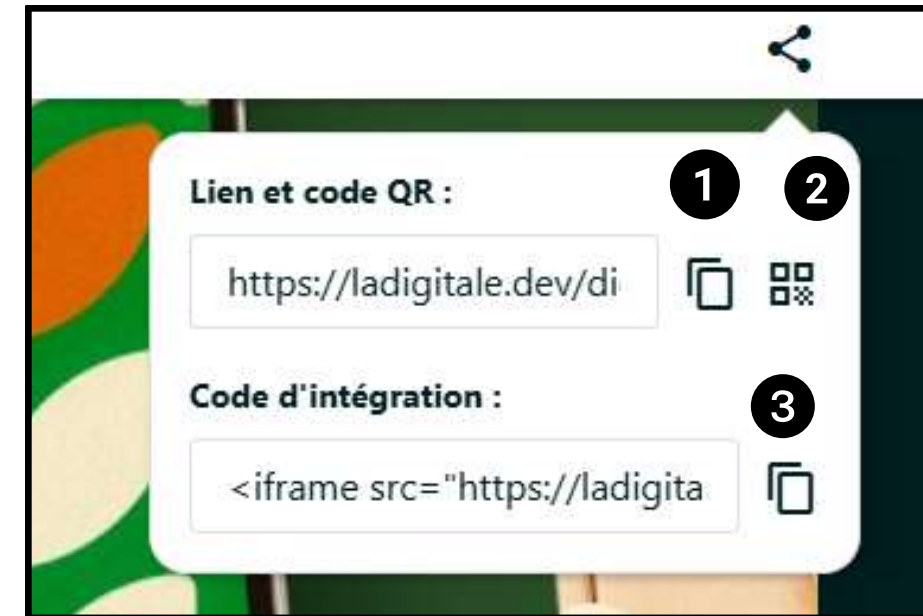 Lien et code QR :
1
2
https://ladigitale.dev/di
Code d'intégration :
3
<iframe src="https://ladigita